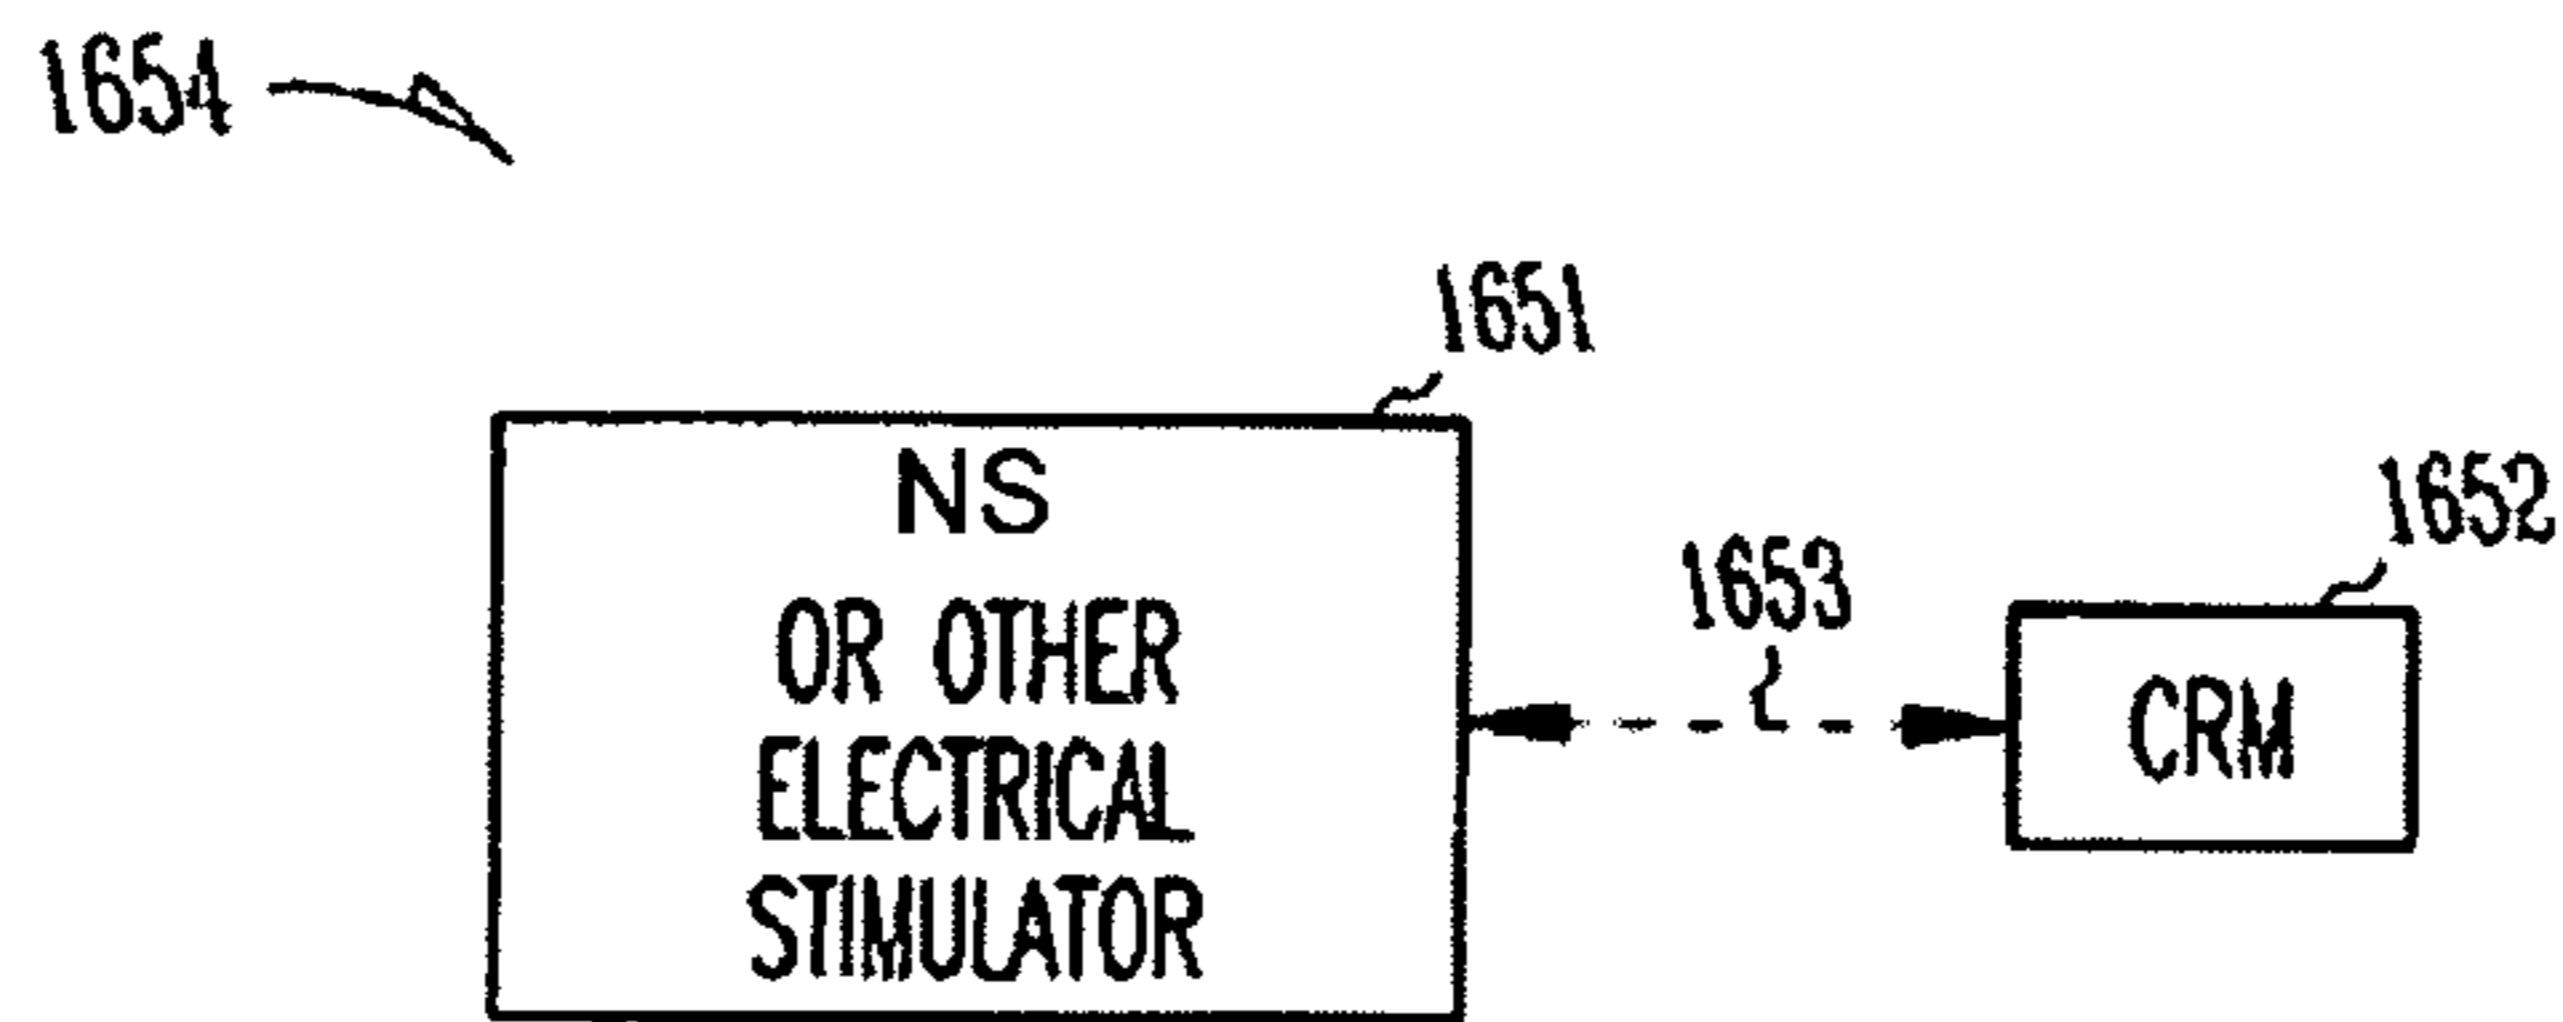 1654
1651
NS
OR OTHER
ELECTRICAL
STIMULATOR
1653
1652
CRM